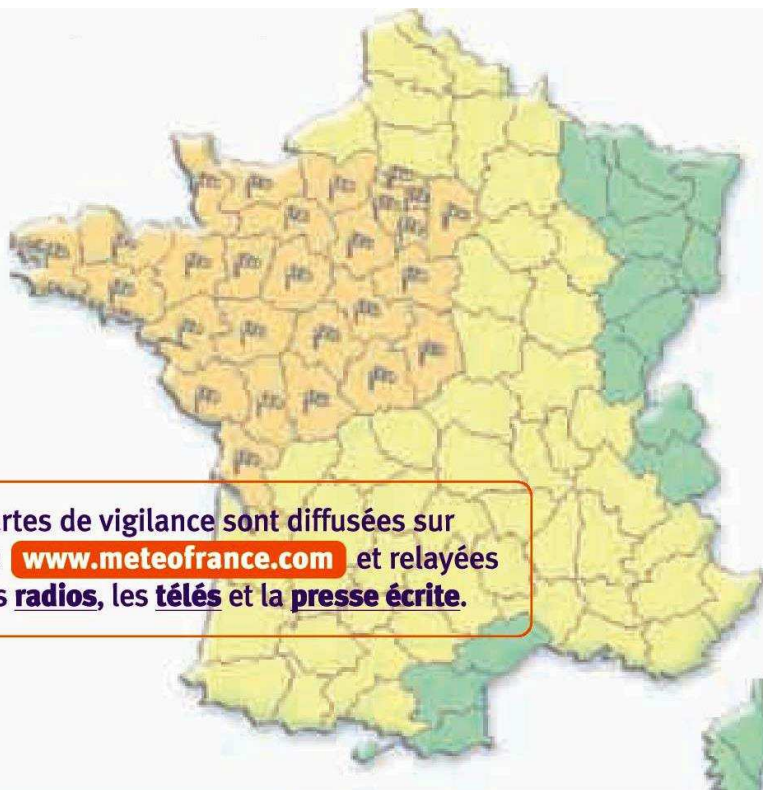 rtes de vigilance sont diffusées sur
www.meteofrance.com et relayées
s radios, les télés et la presse écrite.